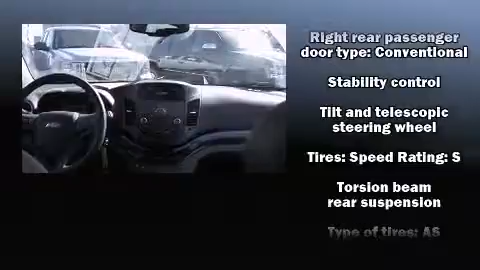 Right rear passenger
door type: Conventional
Stability control
Tilt and telescopic
steering wheel
Tires: Speed Rating: S
Torsion beam
rear suspension
Type of tires: AS